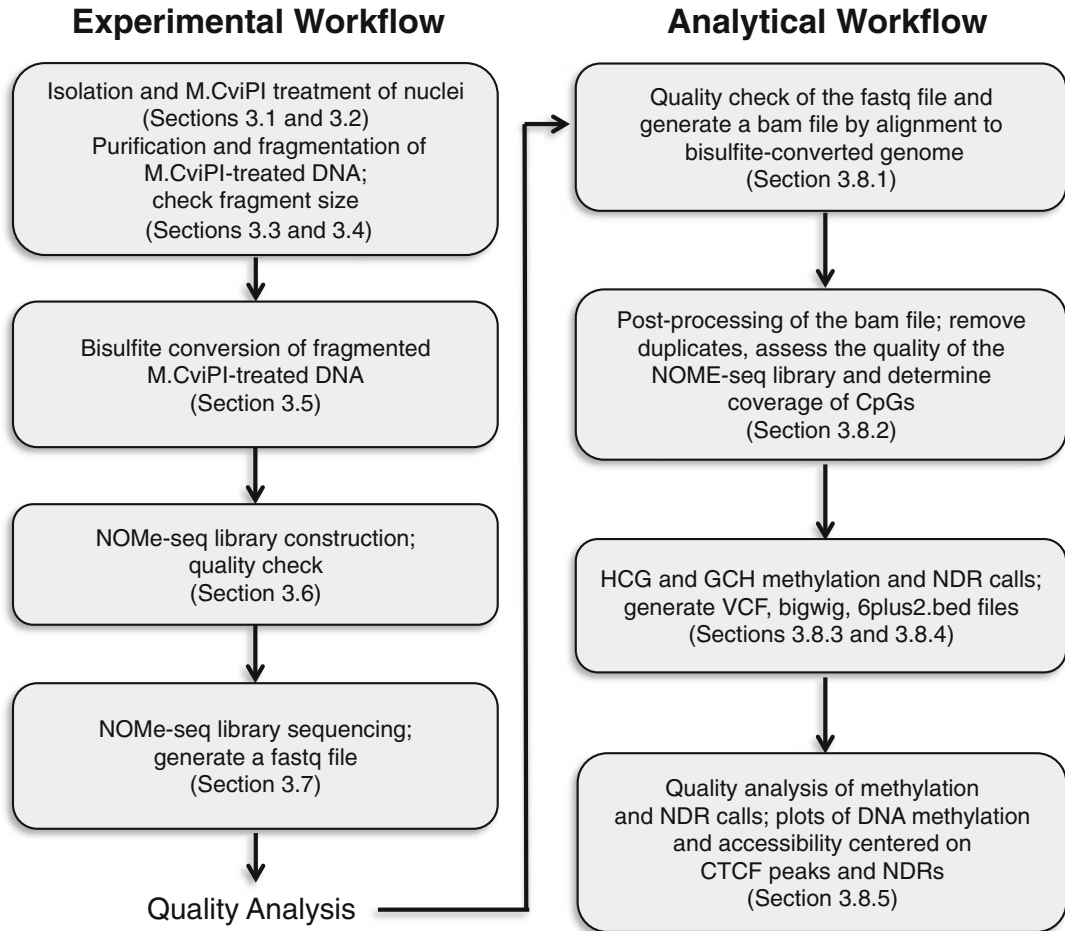 Experimental Workflow
Isolation and M.CviPI treatment of nuclei
(Sections 3.1 and 3.2)
Purification and fragmentation of
M.CviPI-treated DNA;
check fragment size
(Sections 3.3 and 3.4)
Bisulfite conversion of fragmented
M.CviPI-treated DNA
(Section 3.5)
NOMe-seq library construction;
quality check
(Section 3.6)
NOMe-seq library sequencing;
generate a fastq file
(Section 3.7)
Quality Analysis
Analytical Workflow
Quality check of the fastq file and
generate a bam file by alignment to
bisulfite-converted genome
(Section 3.8.1)
Post-processing of the bam file; remove
duplicates, assess the quality of the
NOME-seq library and determine
coverage of CpGs
(Section 3.8.2)
HCG and GCH methylation and NDR calls;
generate VCF, bigwig, 6plus2.bed files
(Sections 3.8.3 and 3.8.4)
Quality analysis of methylation
and NDR calls; plots of DNA methylation
and accessibility centered on
CTCF peaks and NDRs
(Section 3.8.5)